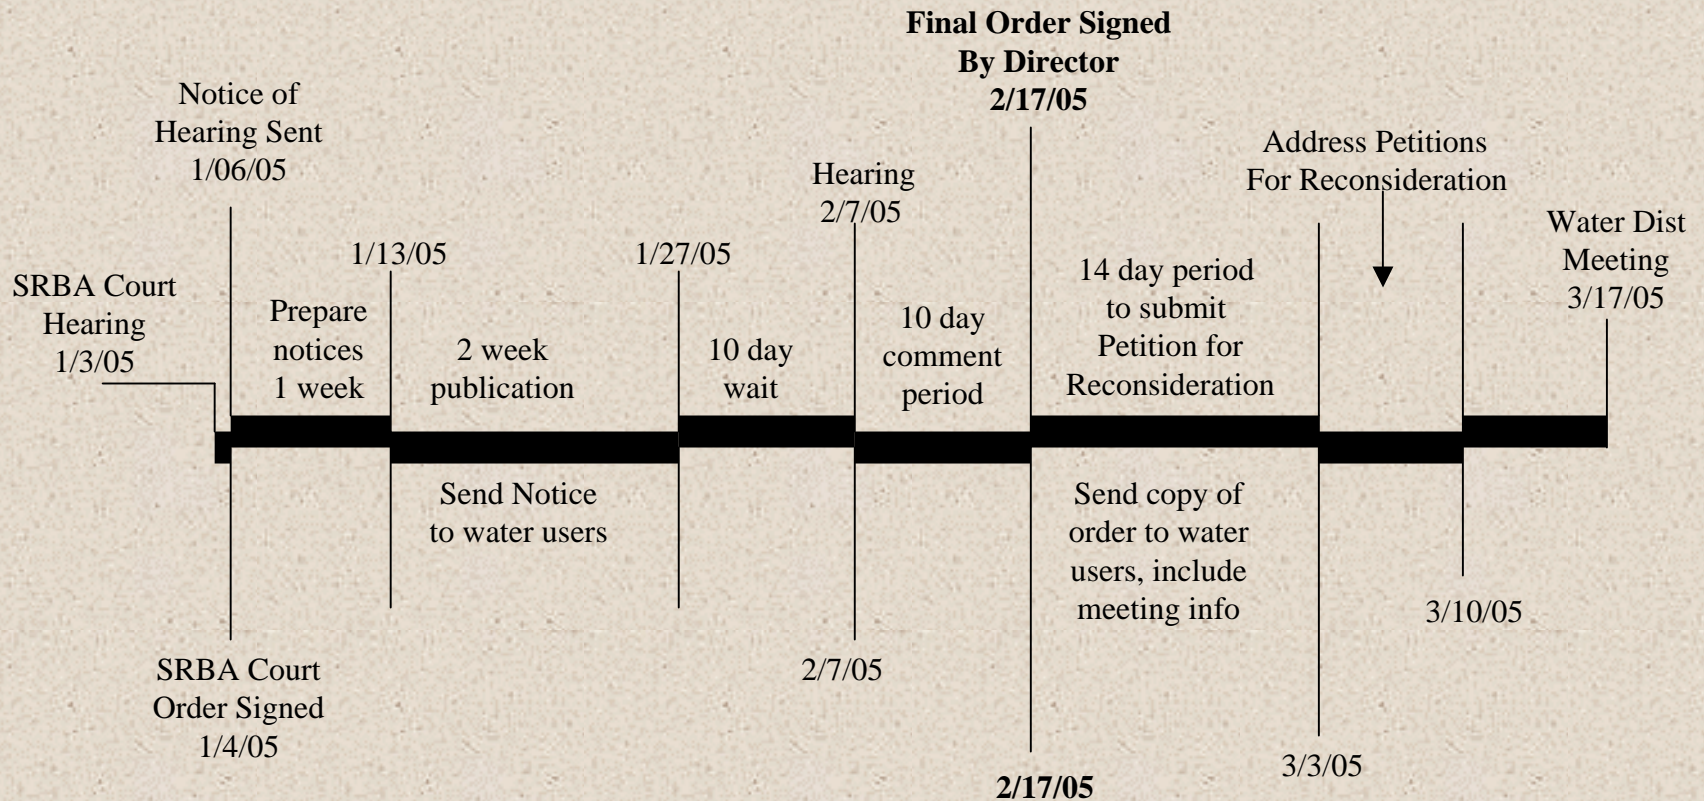 Final Order Signed
By Director
2/17/05
Notice of
Hearing Sent
1/06/05
Address Petitions
For Reconsideration
Hearing
2/7/05
Water Dist
Meeting
3/17/05
1/13/05
1/27/05
SRBA Court
Hearing
1/3/05
Prepare
notices
1 week
2 week
publication
10 day
wait
10 day
comment
period
14 day period
to submit
Petition for
Reconsideration
Send Notice
to water users
Send copy of
order to water
users, include
meeting info
3/10/05
SRBA Court
Order Signed
1/4/05
2/7/05
2/17/05
3/3/05